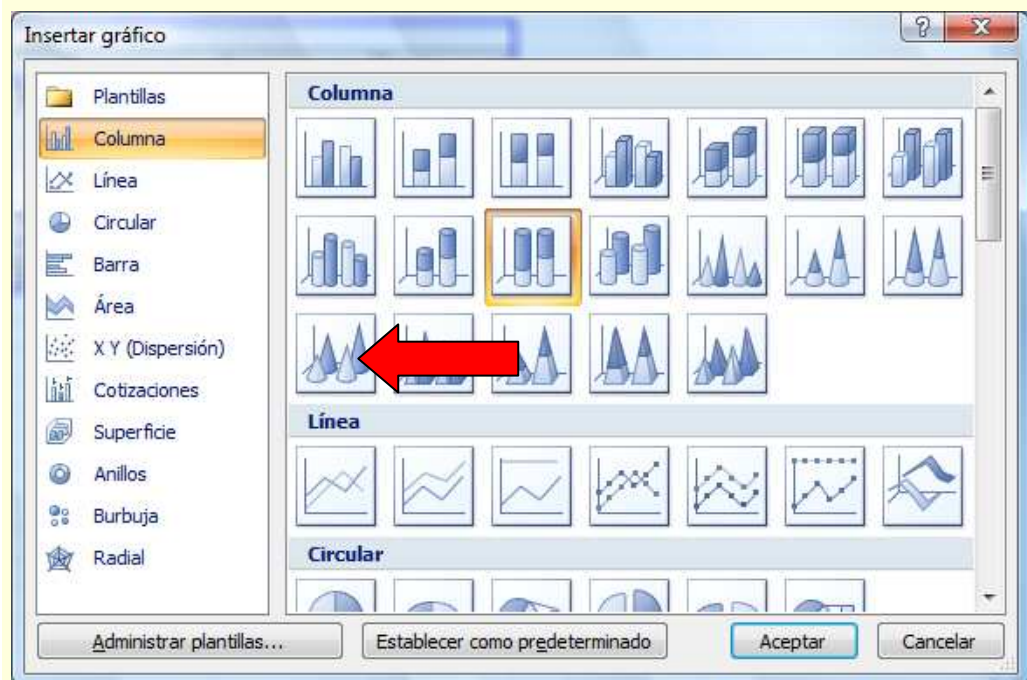 Insertar gráfico
Plantillas
Columna
Línea
Circular
Barra
Área
X Y (Dispersión)
Cotizaciones
Superficie
Anillos
Burbuja
Radial
Columna
Línea
Circular
Administrar plantillas...
Establecer como predeterminado
Aceptar
Cancelar